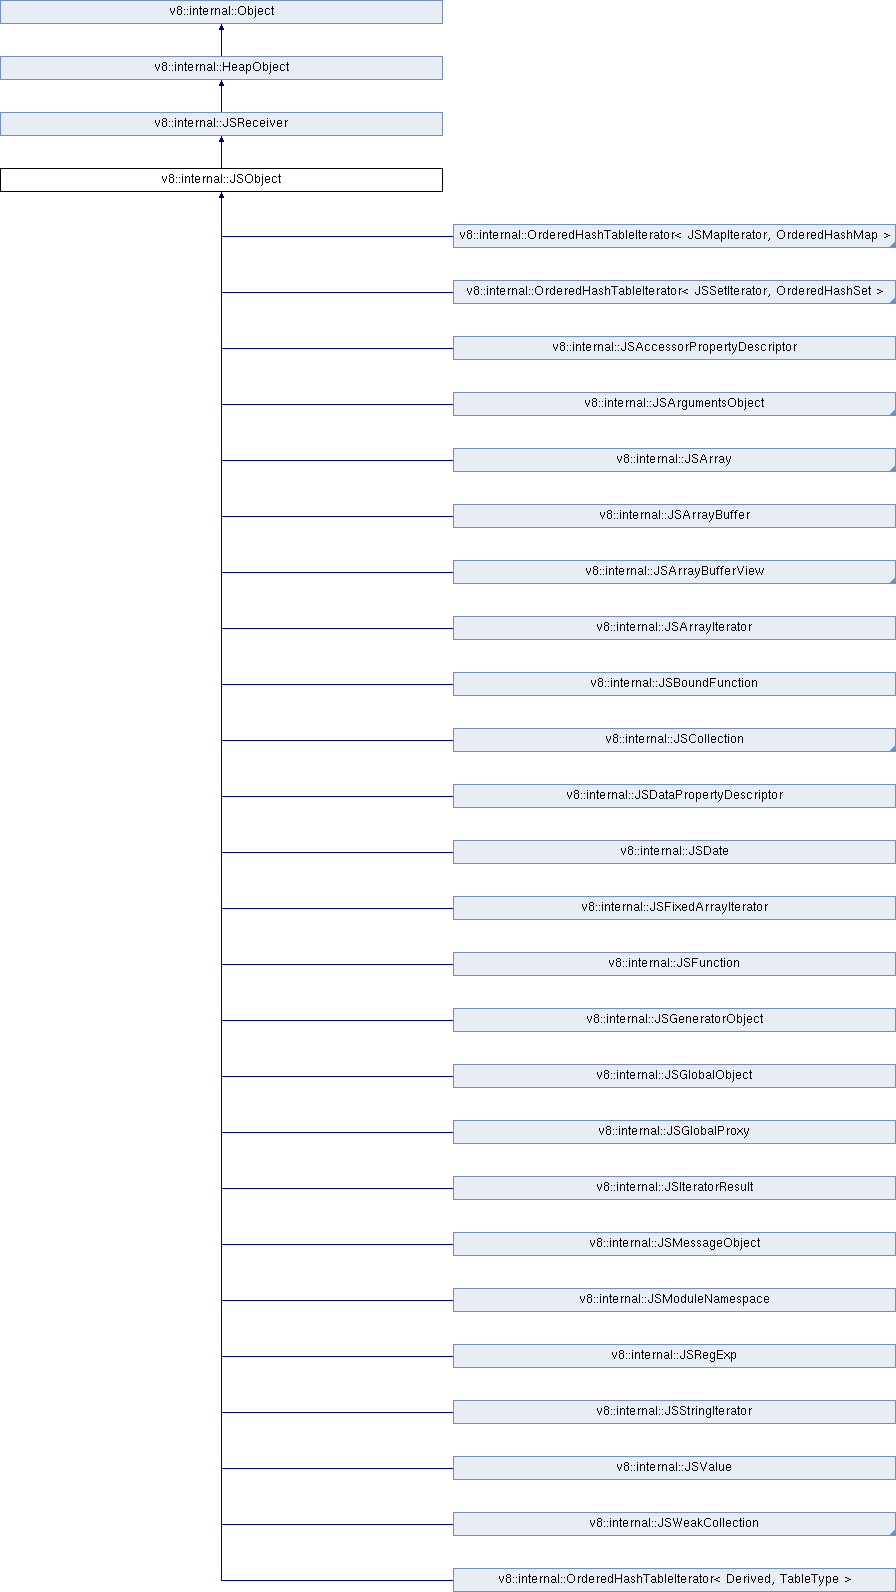 v8::internal::Object
v8::internal::HeapObject
v8::internal::JSReceiver
v8::internal::JSObject
v8::internal::OrderedHashTableIterator< JSMapIterator, OrderedHashMap >
v8::internal::OrderedHashTableIterator< JSSetIterator, OrderedHashSet >
v8::internal::JSAccessorPropertyDescriptor
v8::internal::JSArgumentsObject
v8::internal::JSArray
v8::internal::JSArrayBuffer
v8::internal::JSArrayBufferView
v8::internal::JSArrayIterator
v8::internal::JSBoundFunction
v8::internal::JSCollection
v8::internal::JSDataPropertyDescriptor
v8::internal::JSDate
v8::internal::JSFixedArrayIterator
v8::internal::JSFunction
v8::internal::JSGeneratorObject
v8::internal::JSGlobalObject
v8::internal::JSGlobalProxy
v8::internal::JSIteratorResult
v8::internal::JSMessageObject
v8::internal::JSModuleNamespace
v8::internal::JSRegExp
v8::internal::JSStringIterator
v8::internal::JSValue
v8::internal::JSWeakCollection
v8::internal::OrderedHashTableIterator< Derived, TableType >